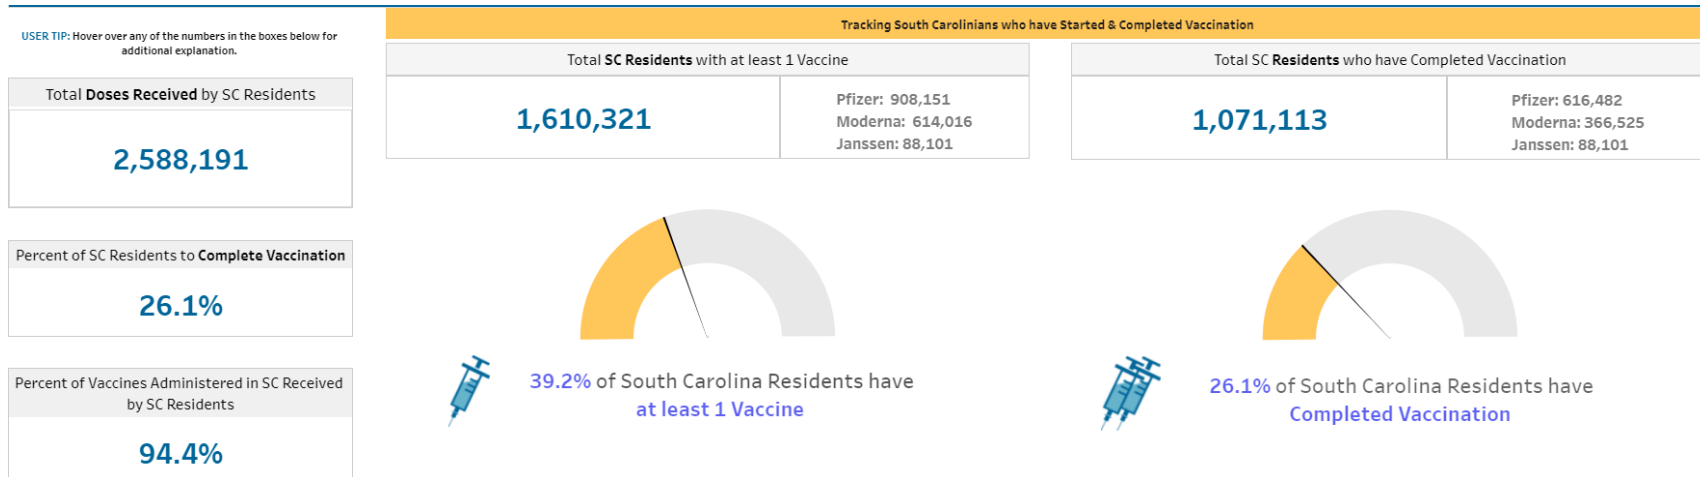 USER TIP: Hover over any of the numbers in the boxes below for
additional explanation.
Total Doses Received by SC Residents
2,588,191
Percent of SC Residents to Complete Vaccination
26.1%
Percent of Vaccines Administered in SC Received
by SC Residents
94.4%
Tracking South Carolinians who have Started & Completed Vaccination
Total SC Residents with at least 1 Vaccine
1,610,321
Pfizer: 908,151
Moderna: 614,016
Janssen: 88,101
39.2% of South Carolina Residents have
at least 1 Vaccine
Total SC Residents who have Completed Vaccination
1,071,113
Pfizer: 616,482
Moderna: 366,525
Janssen: 88,101
26.1% of South Carolina Residents have
Completed Vaccination